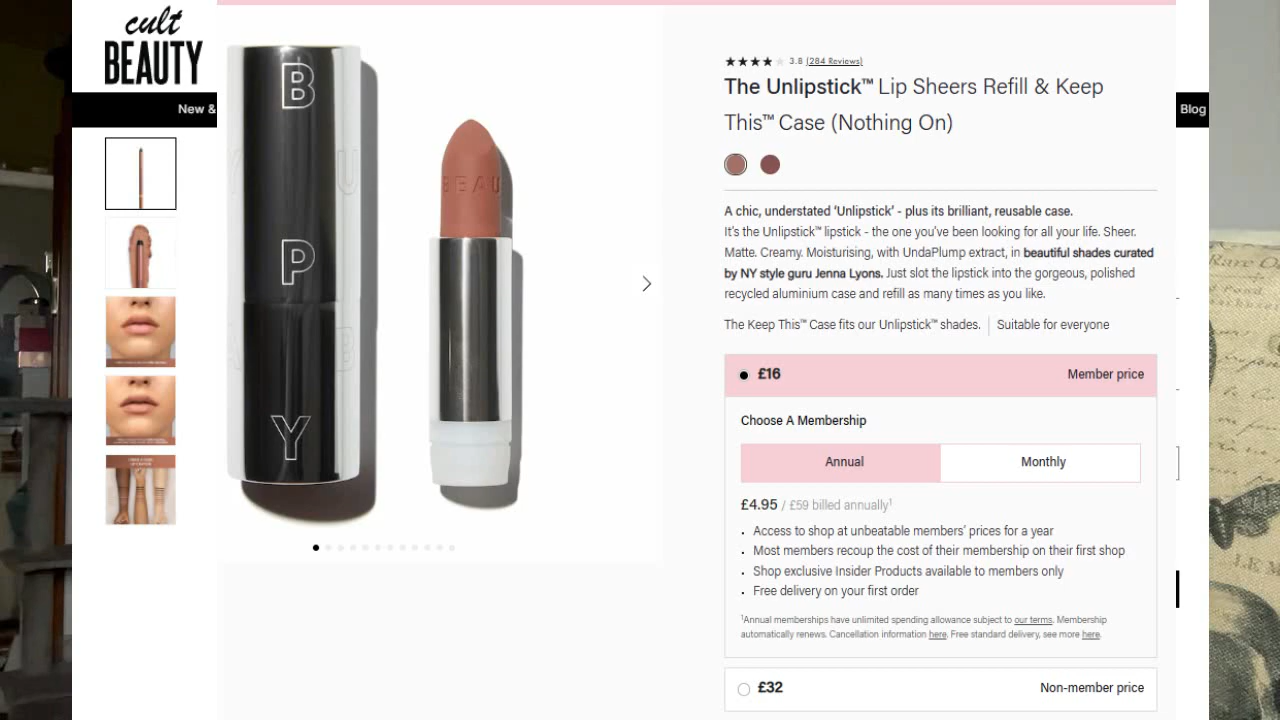 cult
BEAUTY
New &
Blog
B
P
Y
U
B
BEAU
3.8 (284 Reviews)
The Unlipstick™ Lip Sheers Refill & Keep
This™ Case (Nothing On)
A chic, understated ‘Unlipstick’ - plus its brilliant, reusable case.
It's the Unlipstick™ lipstick - the one you've been looking for all your life. Sheer.
Matte. Creamy. Moisturising, with UndaPlump extract, in beautiful shades curated
by NY style guru Jenna Lyons. Just slot the lipstick into the gorgeous, polished
recycled aluminium case and refill as many times as you like.
The Keep This™ Case fits our Unlipstick™ shades. Suitable for everyone
£16 Member price
Choose A Membership
Annual Monthly
£4.95 / £59 billed annually¹
• Access to shop at unbeatable members' prices for a year
• Most members recoup the cost of their membership on their first shop
• Shop exclusive Insider Products available to members only
• Free delivery on your first order
¹Annual memberships have unlimited spending allowance subject to our terms. Membership
automatically renews. Cancellation information here. Free standard delivery, see more here.
£32 Non-member price